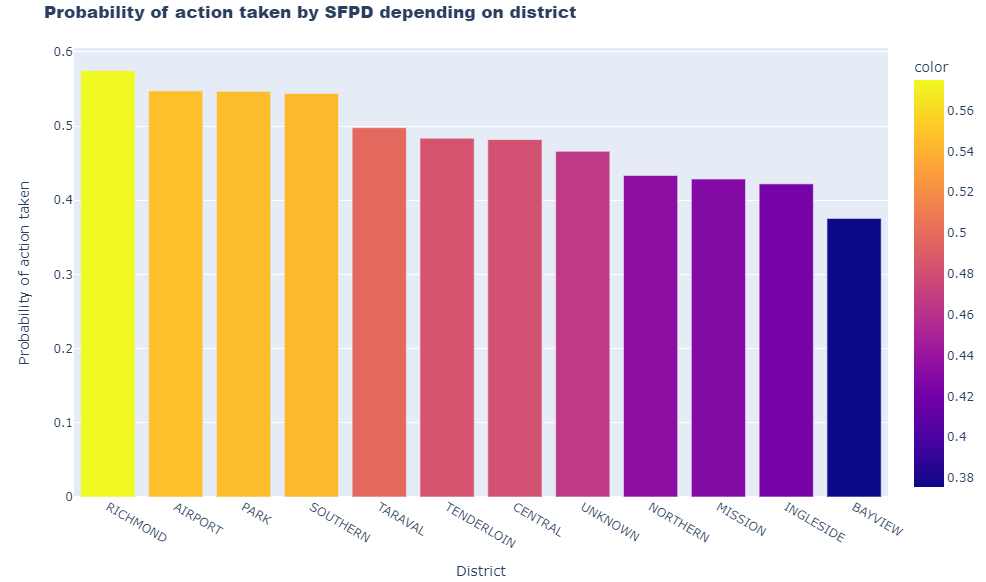 Probability of action taken by SFPD depending on district
Probability of action taken
0.6
0.5
0.4
0.3
0.2
0.1
0
RICHMOND
AIRPORT
PARK
SOUTHERN
TARAVAL
TENDERLOIN
CENTRAL
UNKNOWN
NORTHERN
MISSION
INGLESIDE
BAYVIEW
District
color
0.56
0.54
0.52
0.5
0.48
0.46
0.44
0.42
0.4
0.38